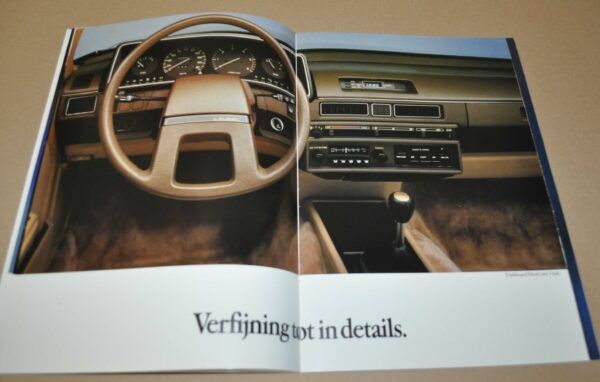 Verfijning tot in details.